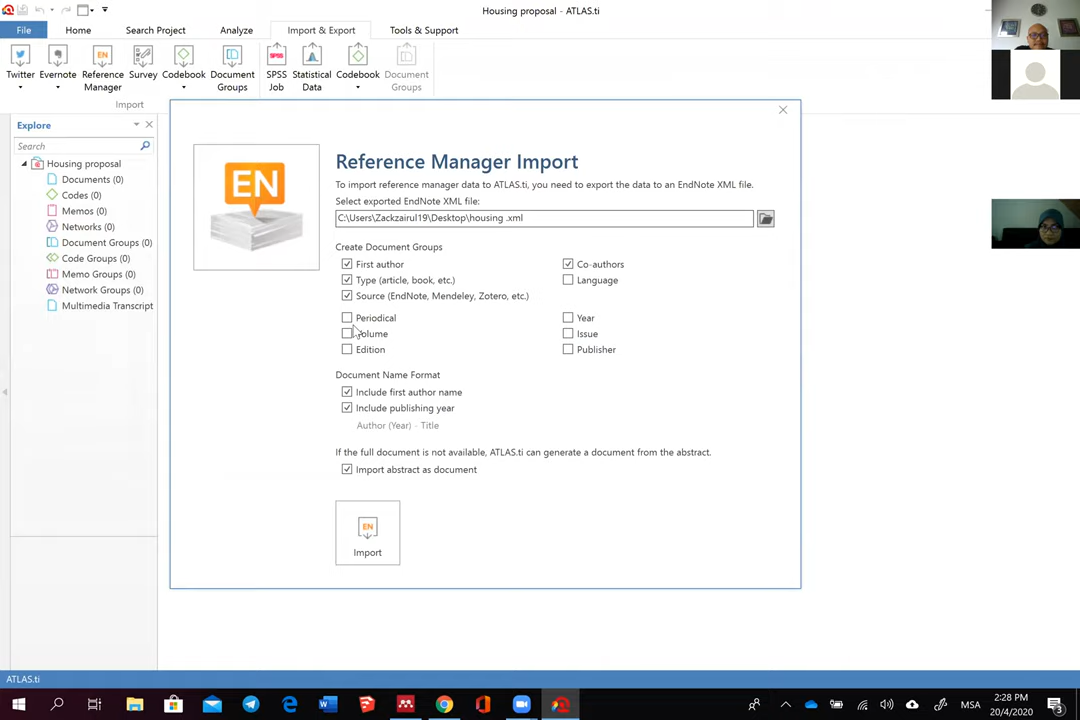 Housing proposal - ATLAS.ti
File Home Search Project Analyze Import & Export Tools & Support
Twitter Evernote Reference Manager Survey Codebook Document Groups SPSS Job Statistical Data Codebook Document Groups
Import
Explore
Search
Housing proposal
Documents (0)
Codes (0)
Memos (0)
Networks (0)
Document Groups (0)
Code Groups (0)
Memo Groups (0)
Network Groups (0)
Multimedia Transcript
EN
Reference Manager Import
To import reference manager data to ATLAS.ti, you need to export the data to an EndNote XML file.
Select exported EndNote XML file:
C:\Users\Zackzairul19\Desktop\housing .xml
Create Document Groups
First author Co-authors
Type (article, book, etc.) Language
Source (EndNote, Mendeley, Zotero, etc.)
Periodical Year
Volume Issue
Edition Publisher
Document Name Format
Include first author name
Include publishing year
Author (Year) - Title
If the full document is not available, ATLAS.ti can generate a document from the abstract.
Import abstract as document
EN
Import
ATLAS.ti
MSA
2:28 PM
20/4/2020
3